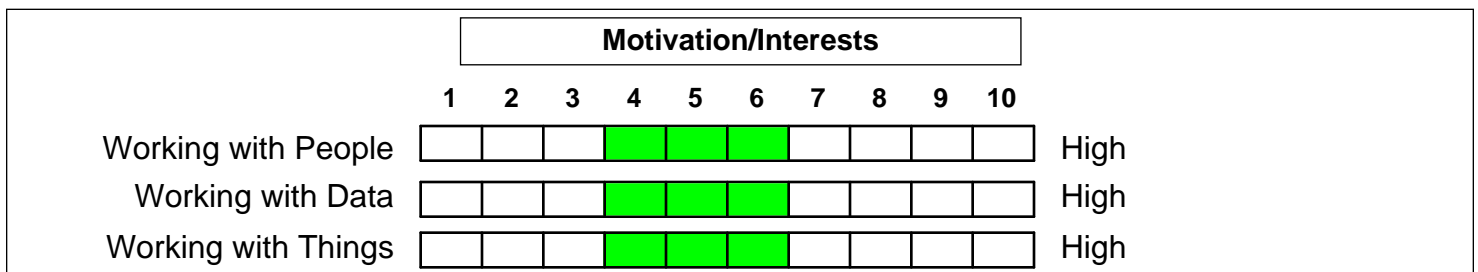 Motivation/Interests
1 2 3 4 5 6 7 8 9 10
Working with People High
Working with Data High
Working with Things High